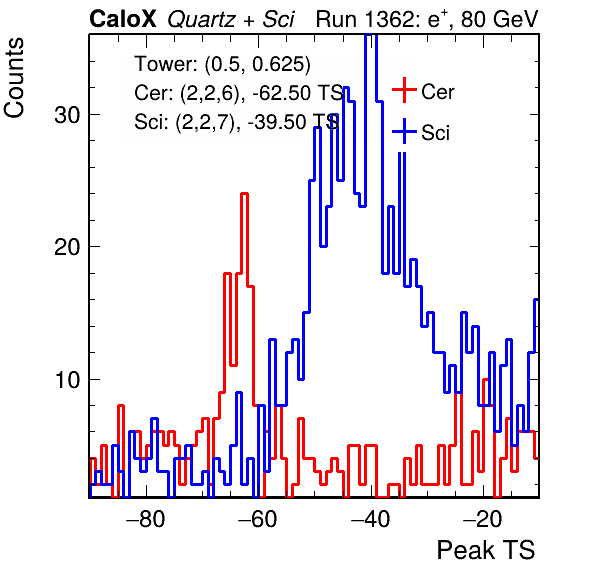 CaloX Quartz + Sci Run 1362: e+, 80 GeV
Counts
Tower: (0.5, 0.625)
Cer: (2,2,6), -62.50 TS
Sci: (2,2,7), -39.50 TS
Cer
Sci
30
20
10
−80 −60 −40 −20
Peak TS